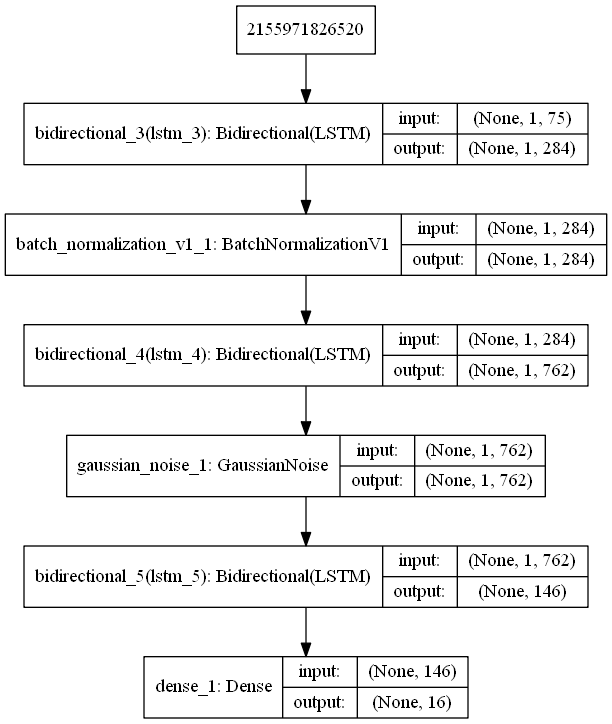 2155971826520
bidirectional_3(lstm_3): Bidirectional(LSTM)
input: (None, 1, 75)
output: (None, 1, 284)
batch_normalization_v1_1: BatchNormalizationV1
input: (None, 1, 284)
output: (None, 1, 284)
bidirectional_4(lstm_4): Bidirectional(LSTM)
input: (None, 1, 284)
output: (None, 1, 762)
gaussian_noise_1: GaussianNoise
input: (None, 1, 762)
output: (None, 1, 762)
bidirectional_5(lstm_5): Bidirectional(LSTM)
input: (None, 1, 762)
output: (None, 146)
dense_1: Dense
input: (None, 146)
output: (None, 16)